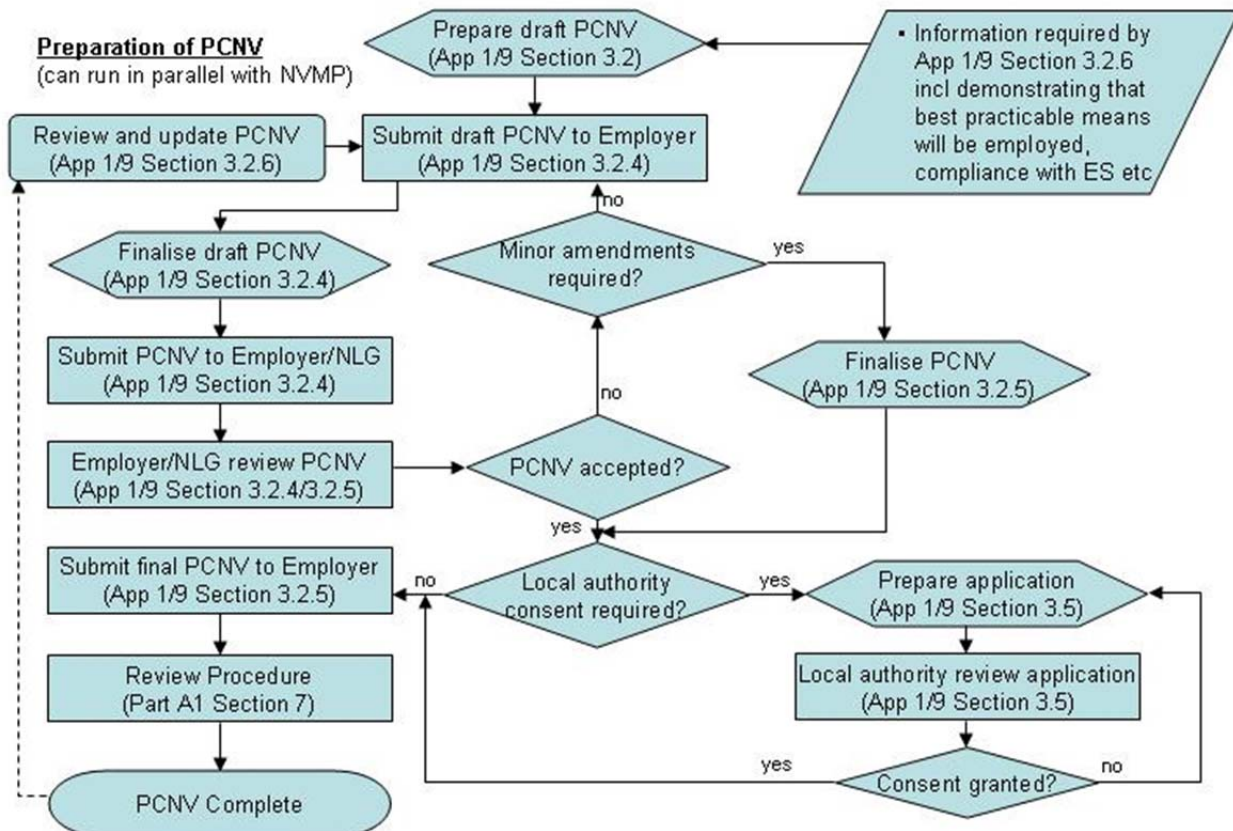 Preparation of PCNV
(can run in parallel with NVMP)
Prepare draft PCNV
(App 1/9 Section 3.2)
▪ Information required by
App 1/9 Section 3.2.6
incl demonstrating that
best practicable means
will be employed,
compliance with ES etc
Review and update PCNV
(App 1/9 Section 3.2.6)
Submit draft PCNV to Employer
(App 1/9 Section 3.2.4)
no
Finalise draft PCNV
(App 1/9 Section 3.2.4)
Minor amendments
required?
yes
Submit PCNV to Employer/NLG
(App 1/9 Section 3.2.4)
Finalise PCNV
(App 1/9 Section 3.2.5)
no
Employer/NLG review PCNV
(App 1/9 Section 3.2.4/3.2.5)
PCNV accepted?
yes
Submit final PCNV to Employer
(App 1/9 Section 3.2.5)
no
Local authority
consent required?
yes
Prepare application
(App 1/9 Section 3.5)
Review Procedure
(Part A1 Section 7)
Local authority review application
(App 1/9 Section 3.5)
yes
Consent granted?
no
PCNV Complete